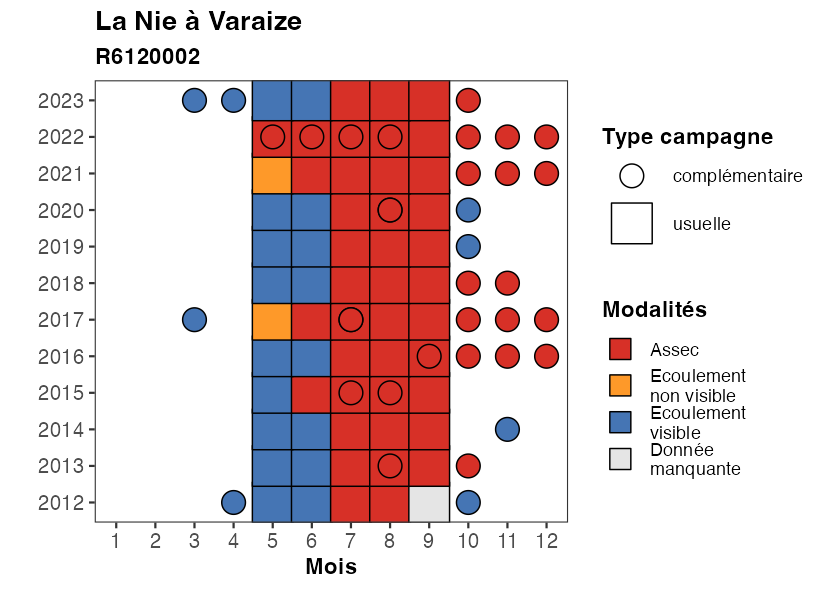 La Nie à Varaize
R6120002
2023
2022
2021
2020
2019
2018
2017
2016
2015
2014
2013
2012
1 2 3 4 5 6 7 8 9 10 11 12
Mois
Type campagne
complémentaire
usuelle
Modalités
Assec
Ecoulement
non visible
Ecoulement
visible
Donnée
manquante